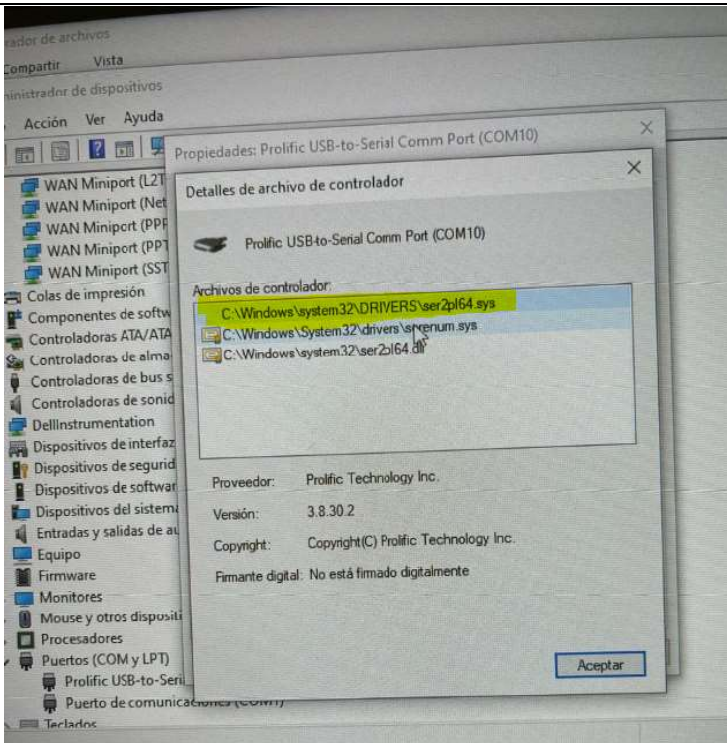 rador de archivos
Compartir Vista
ministrador de dispositivos
Acción Ver Ayuda
WAN Miniport (L2T
WAN Miniport (Net
WAN Miniport (PPP
WAN Miniport (PPT
WAN Miniport (SST
Colas de impresión
Componentes de softw
Controladoras ATA/ATA
Controladoras de alma
Controladoras de bus s
Controladoras de sonid
DellInstrumentation
Dispositivos de interfaz
Dispositivos de segurid
Dispositivos de softwar
Dispositivos del sistema
Entradas y salidas de au
Equipo
Firmware
Monitores
Mouse y otros dispositi
Procesadores
Puertos (COM y LPT)
Prolific USB-to-Seri
Puerto de comunicaciones (COM1)
Teclados
Propiedades: Prolific USB-to-Serial Comm Port (COM10)
Detalles de archivo de controlador
Prolific USB-to-Serial Comm Port (COM10)
Archivos de controlador:
C:\Windows\system32\DRIVERS\ser2pl64.sys
C:\Windows\System32\drivers\serenum.sys
C:\Windows\system32\ser2pl64.dll
Proveedor: Prolific Technology Inc.
Versión: 3.8.30.2
Copyright: Copyright(C) Prolific Technology Inc.
Firmante digital: No está firmado digitalmente
Aceptar